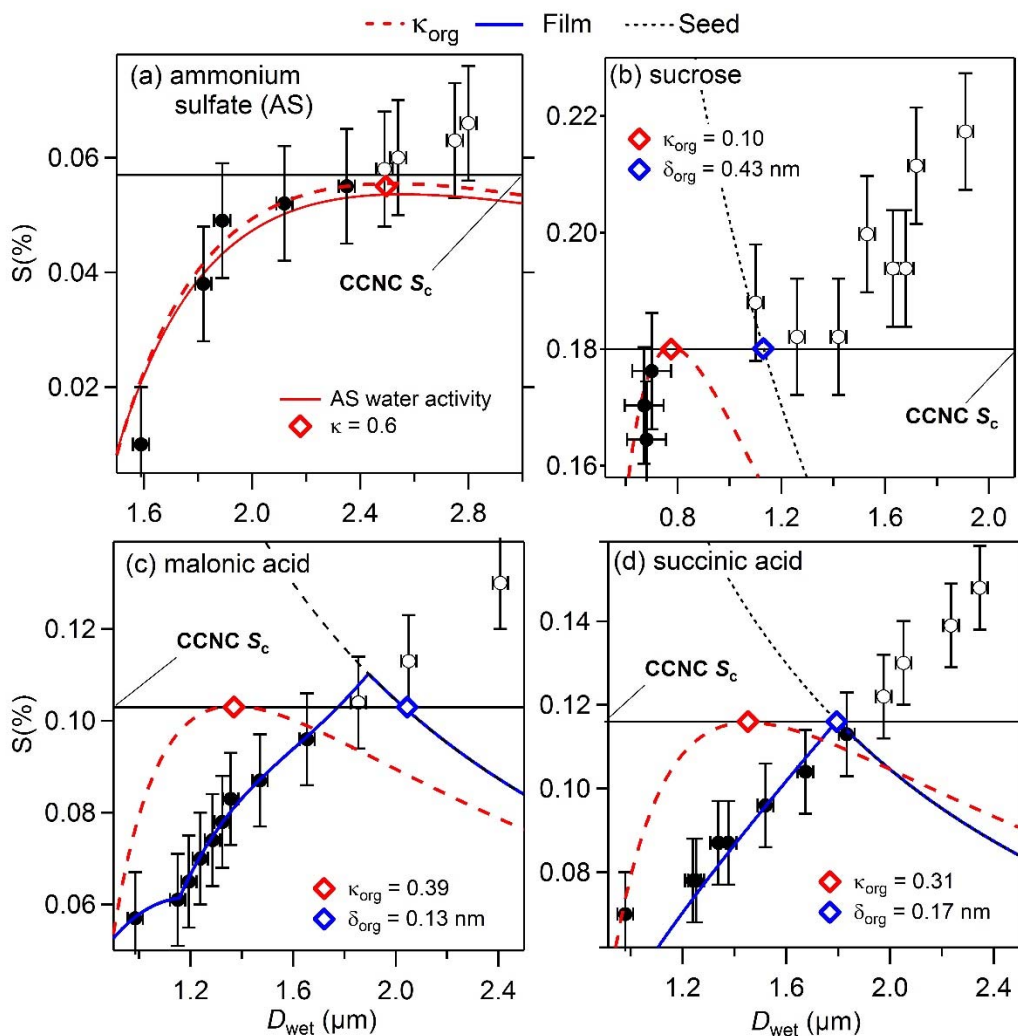 κorg Film Seed
(a) ammonium
sulfate (AS)
S(%)
0.06
0.04
0.02
CCNC Sc
AS water activity
κ = 0.6
1.6 2.0 2.4 2.8
(b) sucrose
κorg = 0.10
δorg = 0.43 nm
0.22
0.20
0.18
0.16
CCNC Sc
0.8 1.2 1.6 2.0
(c) malonic acid
CCNC Sc
S(%)
0.12
0.10
0.08
0.06
κorg = 0.39
δorg = 0.13 nm
1.2 1.6 2.0 2.4
Dwet (µm)
(d) succinic acid
CCNC Sc
0.14
0.12
0.10
0.08
κorg = 0.31
δorg = 0.17 nm
1.2 1.6 2.0 2.4
Dwet (µm)